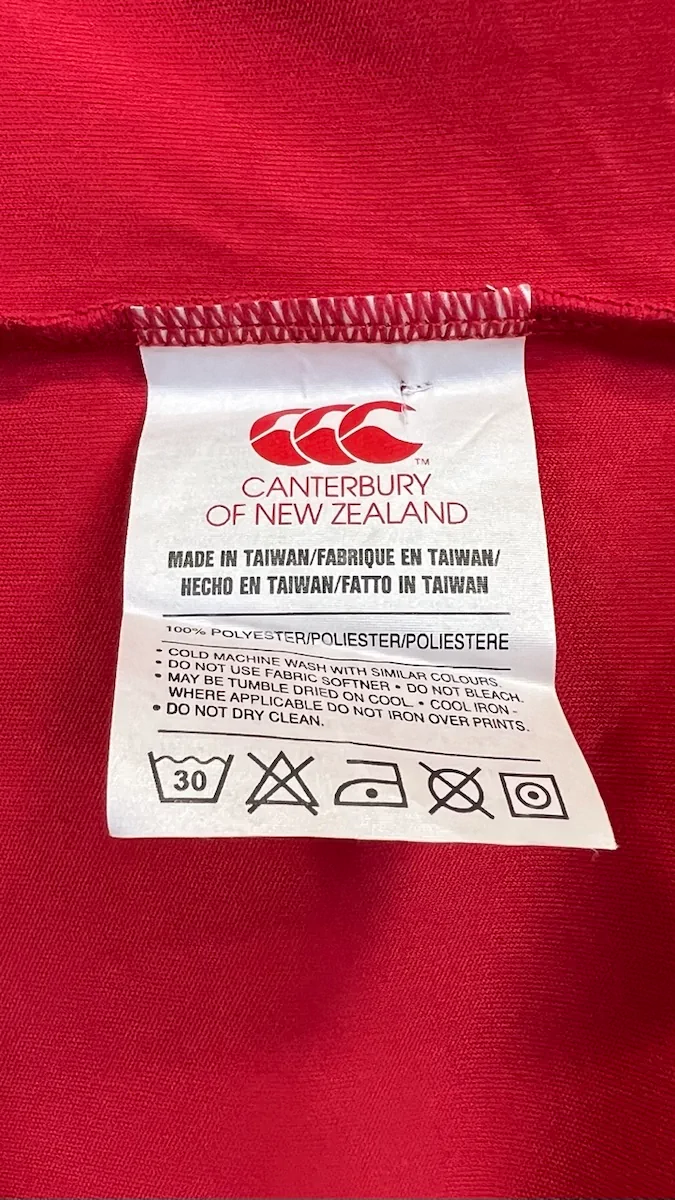 TM
CANTERBURY
OF NEW ZEALAND
MADE IN TAIWAN/FABRIQUE EN TAIWAN/
HECHO EN TAIWAN/FATTO IN TAIWAN
100% POLYESTER/POLIESTER/POLIESTERE
• COLD MACHINE WASH WITH SIMILAR COLOURS.
• DO NOT USE FABRIC SOFTNER • DO NOT BLEACH.
• MAY BE TUMBLE DRIED ON COOL. • COOL IRON -
WHERE APPLICABLE DO NOT IRON OVER PRINTS.
• DO NOT DRY CLEAN.
30